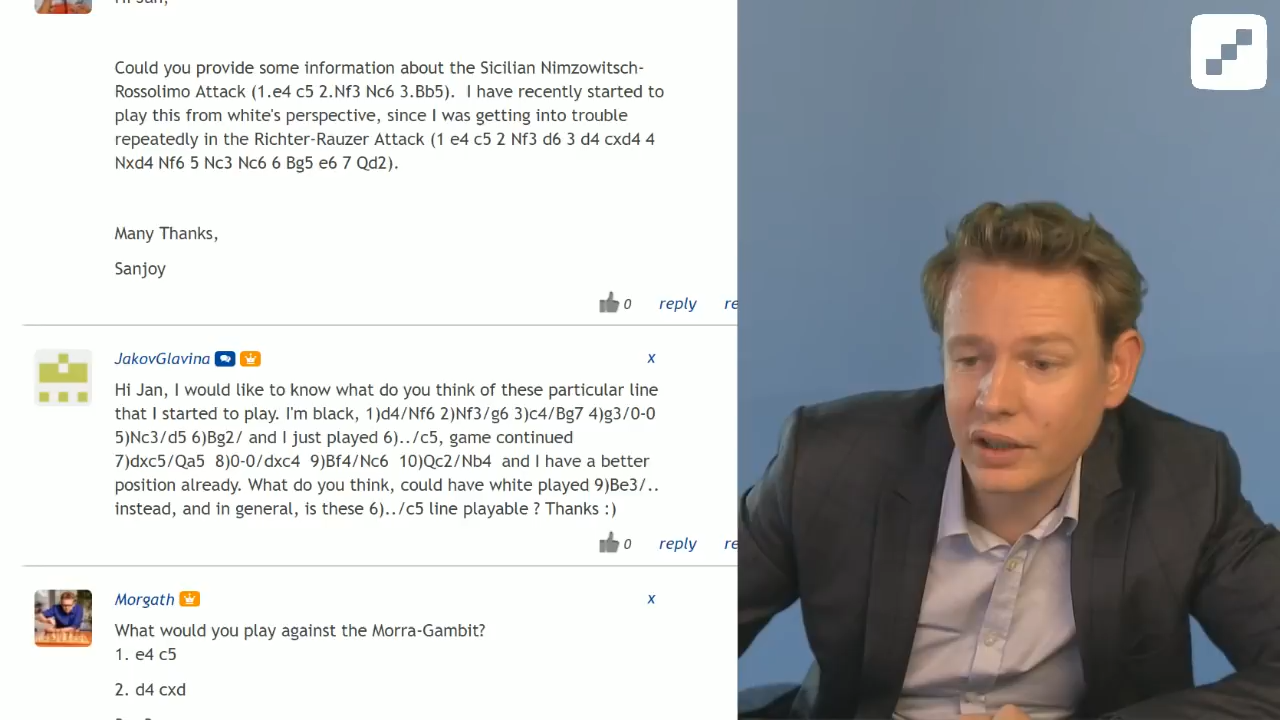 Hi Jan,
Could you provide some information about the Sicilian Nimzowitsch-
Rossolimo Attack (1.e4 c5 2.Nf3 Nc6 3.Bb5).  I have recently started to
play this from white's perspective, since I was getting into trouble
repeatedly in the Richter-Rauzer Attack (1 e4 c5 2 Nf3 d6 3 d4 cxd4 4
Nxd4 Nf6 5 Nc3 Nc6 6 Bg5 e6 7 Qd2).
Many Thanks,
Sanjoy
0 reply re
JakovGlavina x
Hi Jan, I would like to know what do you think of these particular line
that I started to play. I'm black, 1)d4/Nf6 2)Nf3/g6 3)c4/Bg7 4)g3/0-0
5)Nc3/d5 6)Bg2/ and I just played 6)../c5, game continued
7)dxc5/Qa5  8)0-0/dxc4  9)Bf4/Nc6  10)Qc2/Nb4  and I have a better
position already. What do you think, could have white played 9)Be3/..
instead, and in general, is these 6)../c5 line playable ? Thanks :)
0 reply re
Morgath x
What would you play against the Morra-Gambit?
1. e4 c5
2. d4 cxd